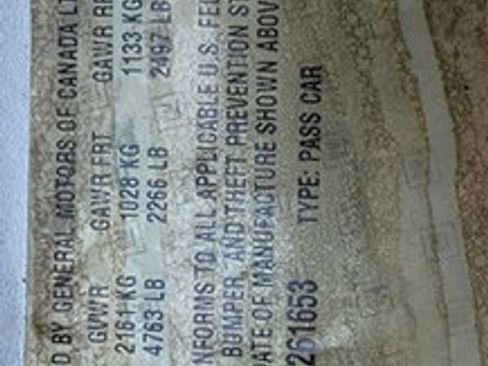 D BY GENERAL MOTORS OF CANADA LT
GVWR GAWR FRT GAWR RR
2161 KG 1028 KG 1133 KG
4763 LB 2266 LB 2497 LB
NFORMS TO ALL APPLICABLE U.S. FE
BUMPER, AND THEFT PREVENTION S
DATE OF MANUFACTURE SHOWN ABOV
261653 TYPE: PASS CAR